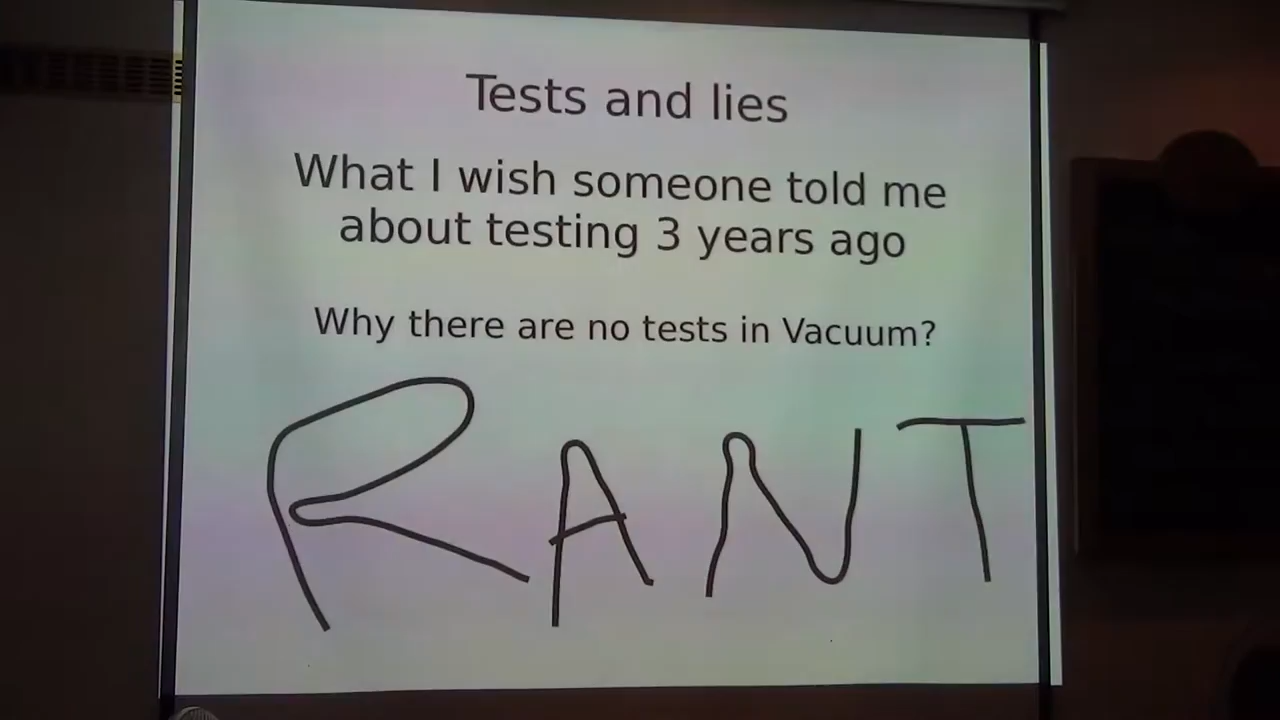 Tests and lies
What I wish someone told me
about testing 3 years ago
Why there are no tests in Vacuum?
RANT